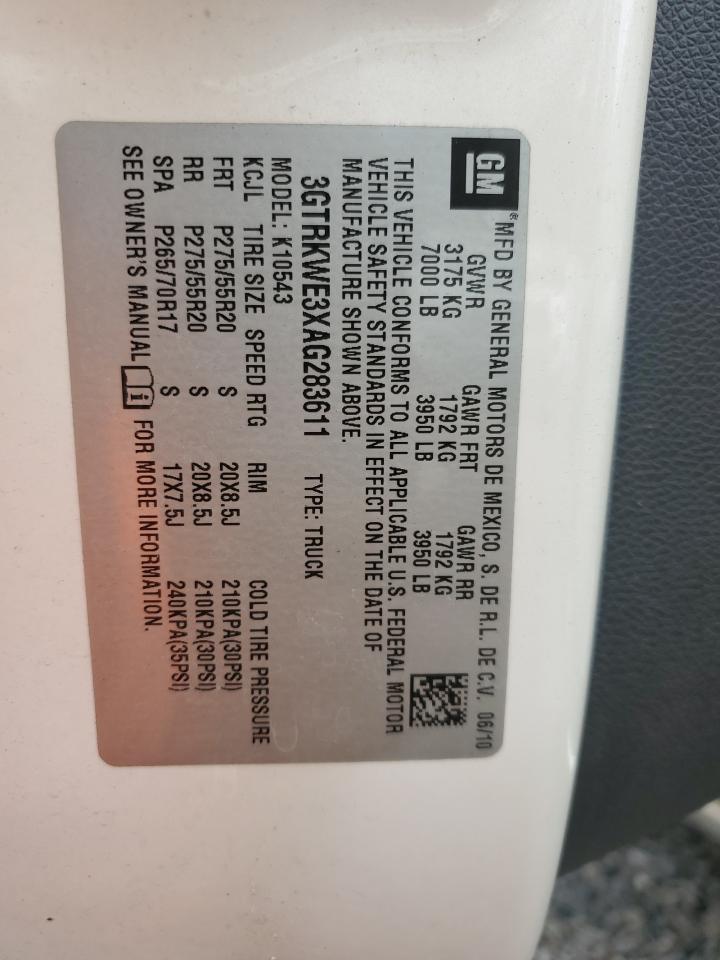 GM® MFD BY GENERAL MOTORS DE MEXICO, S. DE R.L. DE C.V. 06/10
GVWR GAWR FRT GAWR RR
3175 KG 1792 KG 1792 KG
7000 LB 3950 LB 3950 LB
THIS VEHICLE CONFORMS TO ALL APPLICABLE U.S. FEDERAL MOTOR
VEHICLE SAFETY STANDARDS IN EFFECT ON THE DATE OF
MANUFACTURE SHOWN ABOVE.
3GTRKWE3XAG283611 TYPE: TRUCK
MODEL: K10543
KCJL TIRE SIZE SPEED RTG RIM COLD TIRE PRESSURE
FRT P275/55R20 S 20X8.5J 210KPA(30PSI)
RR P275/55R20 S 20X8.5J 210KPA(30PSI)
SPA P265/70R17 S 17X7.5J 240KPA(35PSI)
SEE OWNER'S MANUAL FOR MORE INFORMATION.